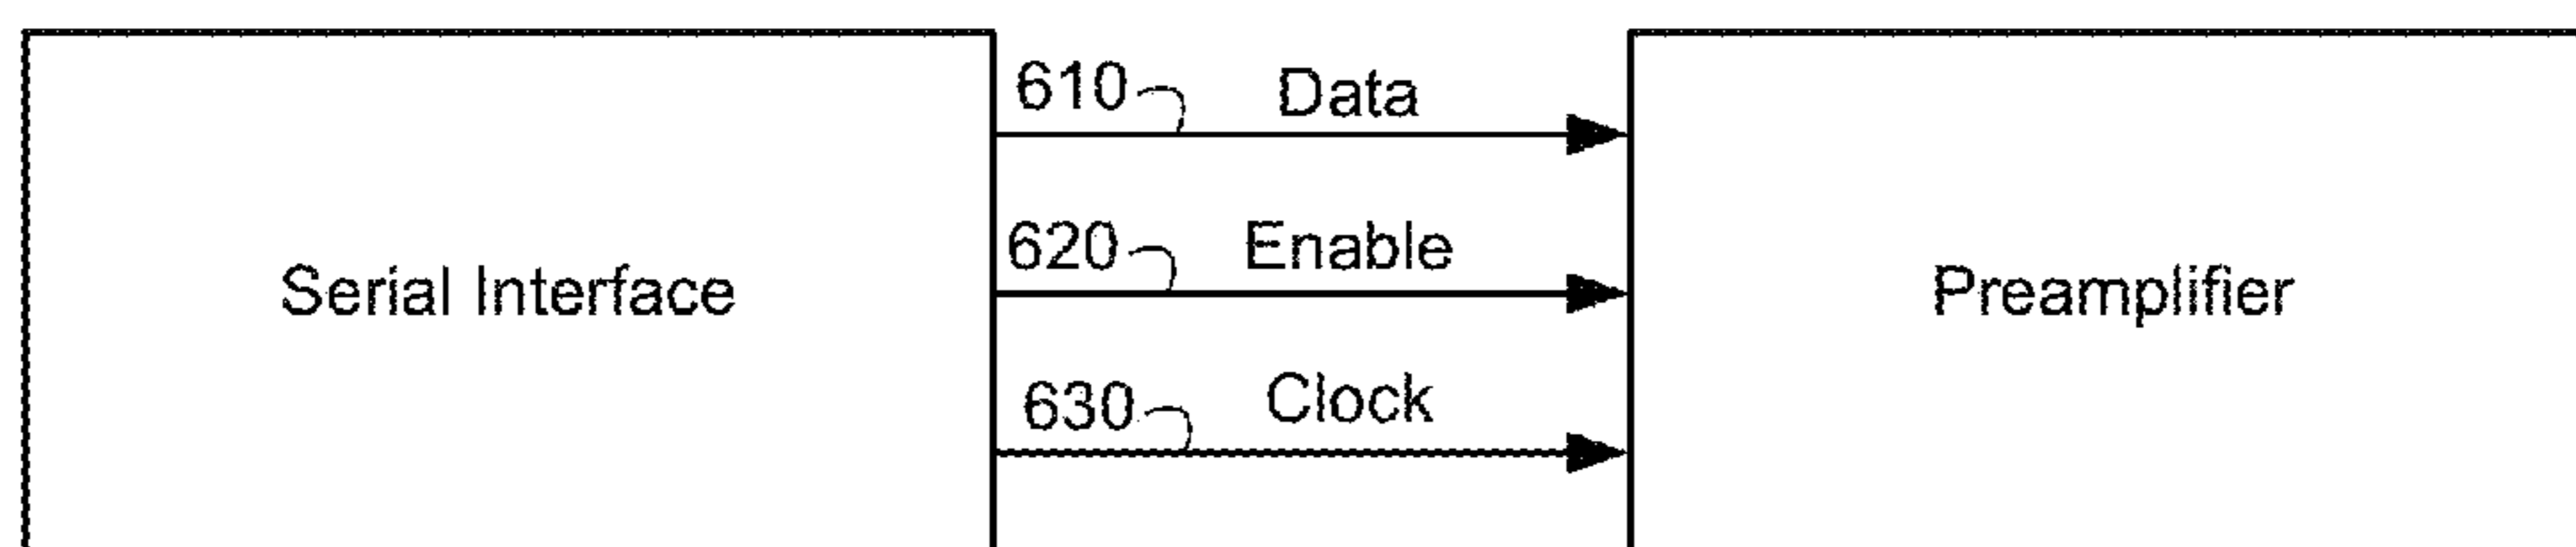 610 Data
620 Enable
Serial Interface
Preamplifier
630 Clock